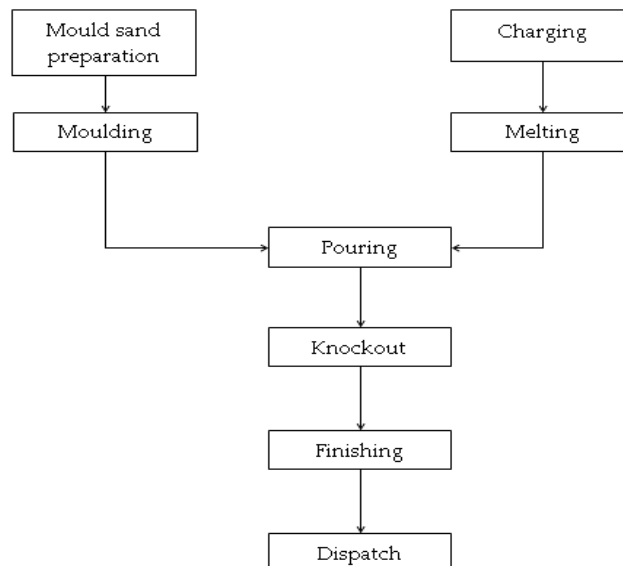 Mould sand
preparation
Charging
Moulding
Melting
Pouring
Knockout
Finishing
Dispatch